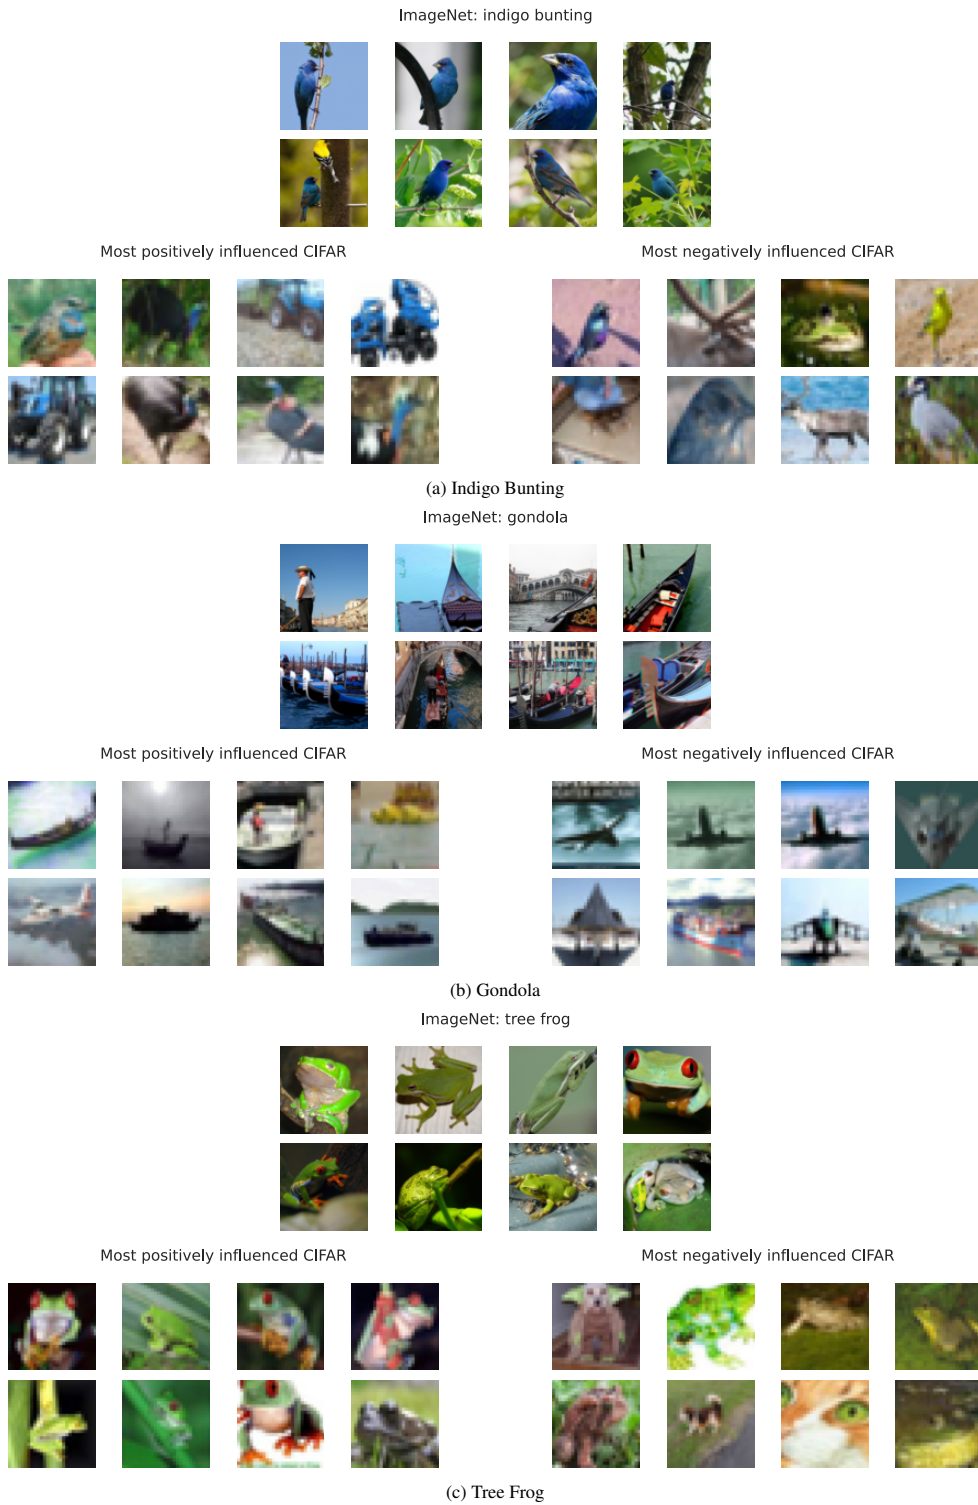 ImageNet: indigo bunting
Most positively influenced CIFAR
Most negatively influenced CIFAR
(a) Indigo Bunting
ImageNet: gondola
Most positively influenced CIFAR
Most negatively influenced CIFAR
(b) Gondola
ImageNet: tree frog
Most positively influenced CIFAR
Most negatively influenced CIFAR
(c) Tree Frog